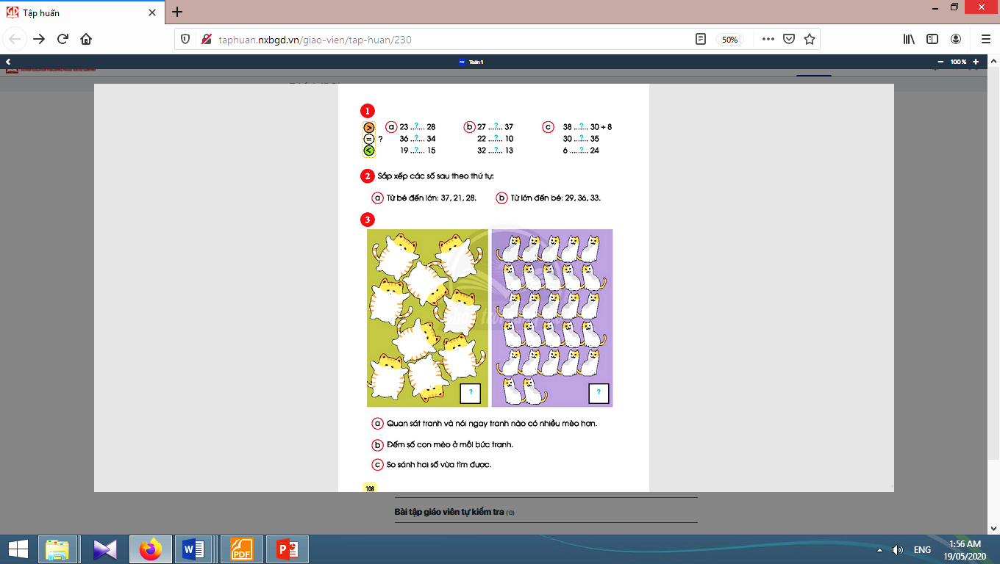 Tập huấn
taphuan.nxbgd.vn/giao-vien/tap-huan/230
50%
Toán 1
100%
1
> a 23 ...?... 28 b 27 ...?... 37 c 38 ...?... 30 + 8
= ? 36 ...?... 34 22 ...?... 10 30 ...?... 35
< 19 ...?... 15 32 ...?... 13 6 .....?... 24
2 Sắp xếp các số sau theo thứ tự:
a Từ bé đến lớn: 37, 21, 28. b Từ lớn đến bé: 29, 36, 33.
3
? ?
a Quan sát tranh và nói ngay tranh nào có nhiều mèo hơn.
b Đếm số con mèo ở mỗi bức tranh.
c So sánh hai số vừa tìm được.
108
Bài tập giáo viên tự kiểm tra (0)
PDF
ENG
1:56 AM
19/05/2020